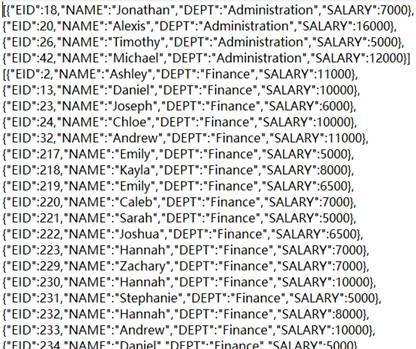 [{"EID":18,"NAME":"Jonathan","DEPT":"Administration","SALARY":7000},
{"EID":20,"NAME":"Alexis","DEPT":"Administration","SALARY":16000},
{"EID":26,"NAME":"Timothy","DEPT":"Administration","SALARY":5000},
{"EID":42,"NAME":"Michael","DEPT":"Administration","SALARY":12000}]
[{"EID":2,"NAME":"Ashley","DEPT":"Finance","SALARY":11000},
{"EID":13,"NAME":"Daniel","DEPT":"Finance","SALARY":10000},
{"EID":23,"NAME":"Joseph","DEPT":"Finance","SALARY":6000},
{"EID":24,"NAME":"Chloe","DEPT":"Finance","SALARY":10000},
{"EID":32,"NAME":"Andrew","DEPT":"Finance","SALARY":11000},
{"EID":217,"NAME":"Emily","DEPT":"Finance","SALARY":5000},
{"EID":218,"NAME":"Kayla","DEPT":"Finance","SALARY":8000},
{"EID":219,"NAME":"Emily","DEPT":"Finance","SALARY":6500},
{"EID":220,"NAME":"Caleb","DEPT":"Finance","SALARY":7000},
{"EID":221,"NAME":"Sarah","DEPT":"Finance","SALARY":5000},
{"EID":222,"NAME":"Joshua","DEPT":"Finance","SALARY":6500},
{"EID":223,"NAME":"Hannah","DEPT":"Finance","SALARY":7000},
{"EID":229,"NAME":"Zachary","DEPT":"Finance","SALARY":7000},
{"EID":230,"NAME":"Hannah","DEPT":"Finance","SALARY":10000},
{"EID":231,"NAME":"Stephanie","DEPT":"Finance","SALARY":5000},
{"EID":232,"NAME":"Hannah","DEPT":"Finance","SALARY":8000},
{"EID":233,"NAME":"Andrew","DEPT":"Finance","SALARY":10000},
{"EID":234,"NAME":"Daniel","DEPT":"Finance","SALARY":5000},